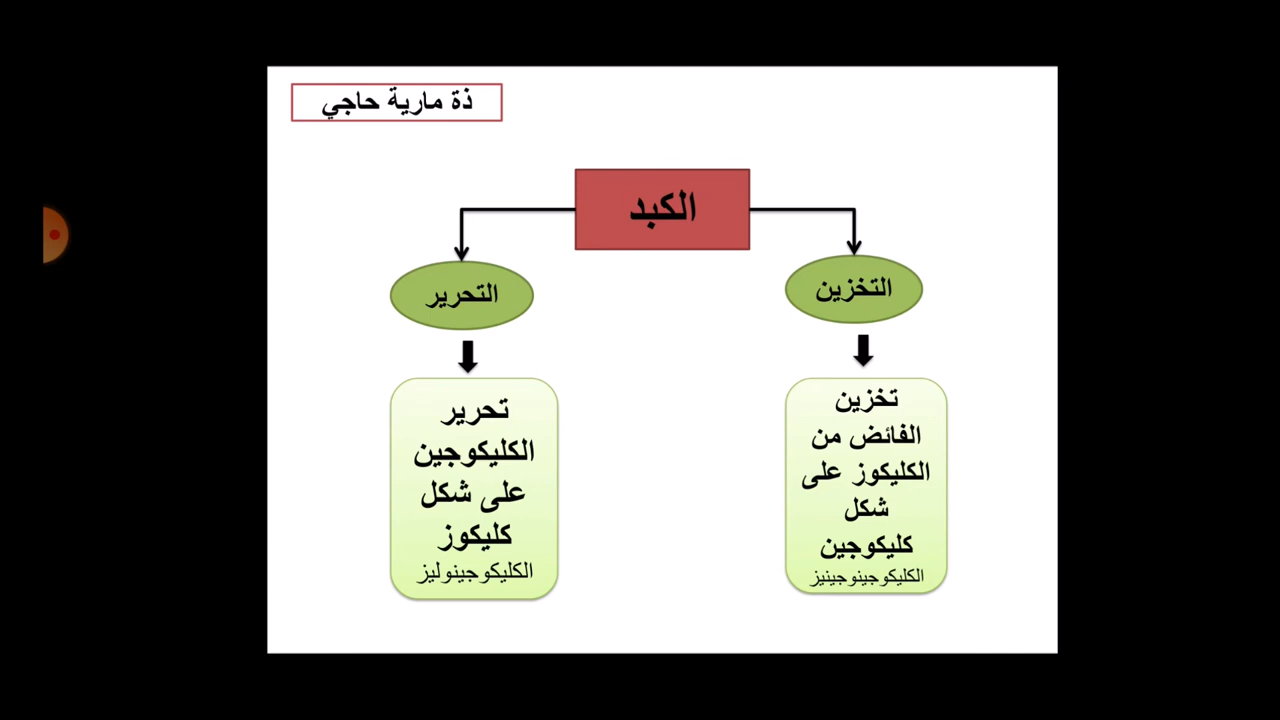 ذة مارية حاجي
الكبد
التخزين
تخزين
الفائض من
الكليكوز على
شكل
كليكوجين
الكليكوجينوجينيز
التحرير
تحرير
الكليكوجين
على شكل
كليكوز
الكليكوجينوليز